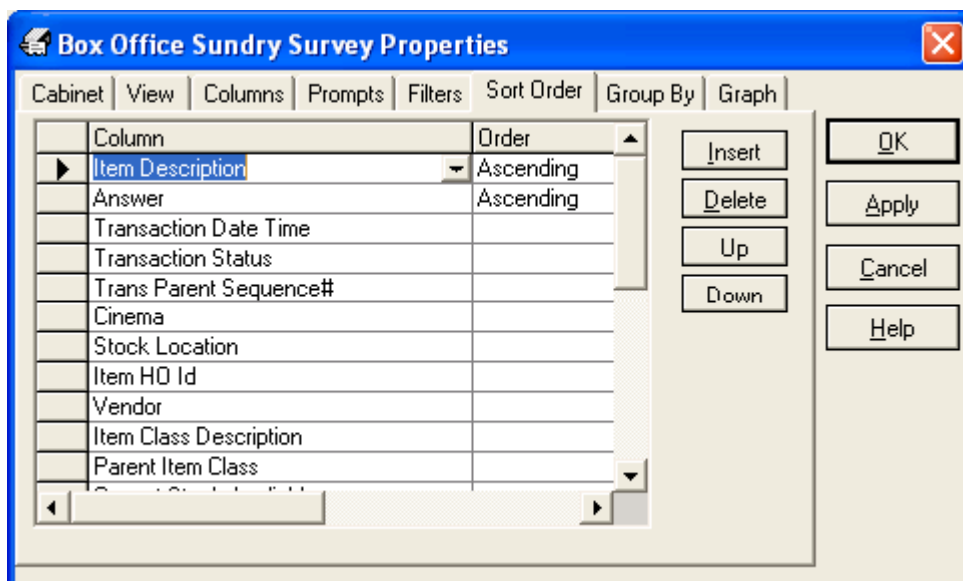 Box Office Sundry Survey Properties
Cabinet View Columns Prompts Filters Sort Order Group By Graph
Column Order
Item Description Ascending
Answer Ascending
Transaction Date Time
Transaction Status
Trans Parent Sequence#
Cinema
Stock Location
Item HO Id
Vendor
Item Class Description
Parent Item Class
Insert
Delete
Up
Down
OK
Apply
Cancel
Help